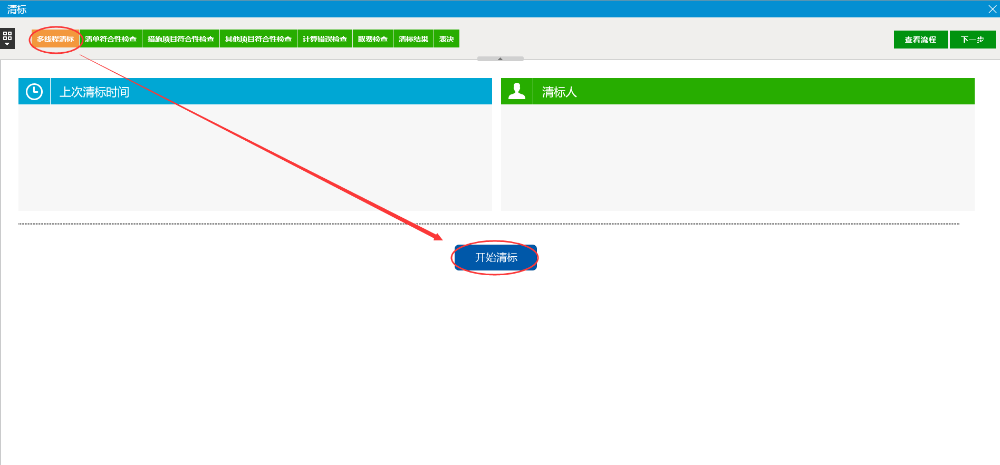 清标
多线程清标 清单符合性检查 措施项目符合性检查 其他项目符合性检查 计算错误检查 取费检查 清标结果 表决 查看流程 下一步
上次清标时间 清标人
开始清标